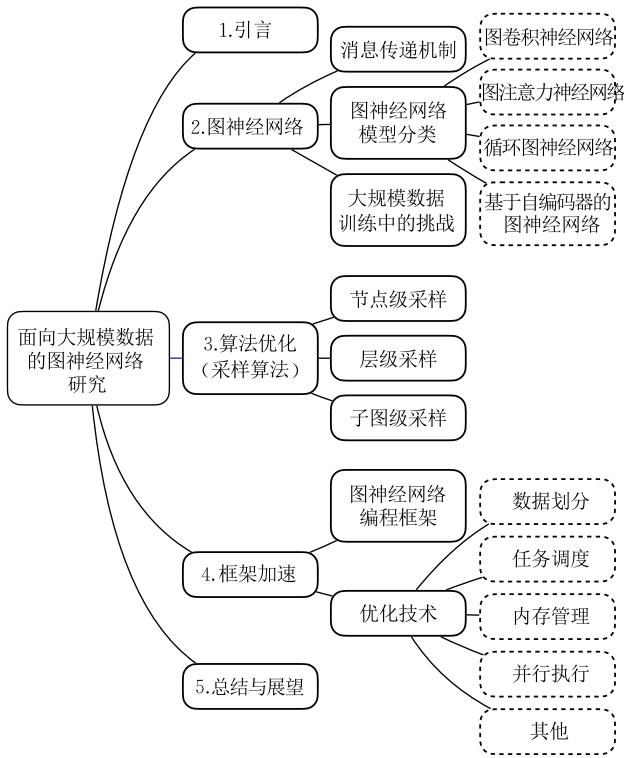 面向大规模数据
的图神经网络
研究
1.引言
2.图神经网络
消息传递机制
图神经网络
模型分类
图卷积神经网络
图注意力神经网络
循环图神经网络
基于自编码器的
图神经网络
大规模数据
训练中的挑战
3.算法优化
（采样算法）
节点级采样
层级采样
子图级采样
4.框架加速
图神经网络
编程框架
优化技术
数据划分
任务调度
内存管理
并行执行
其他
5.总结与展望